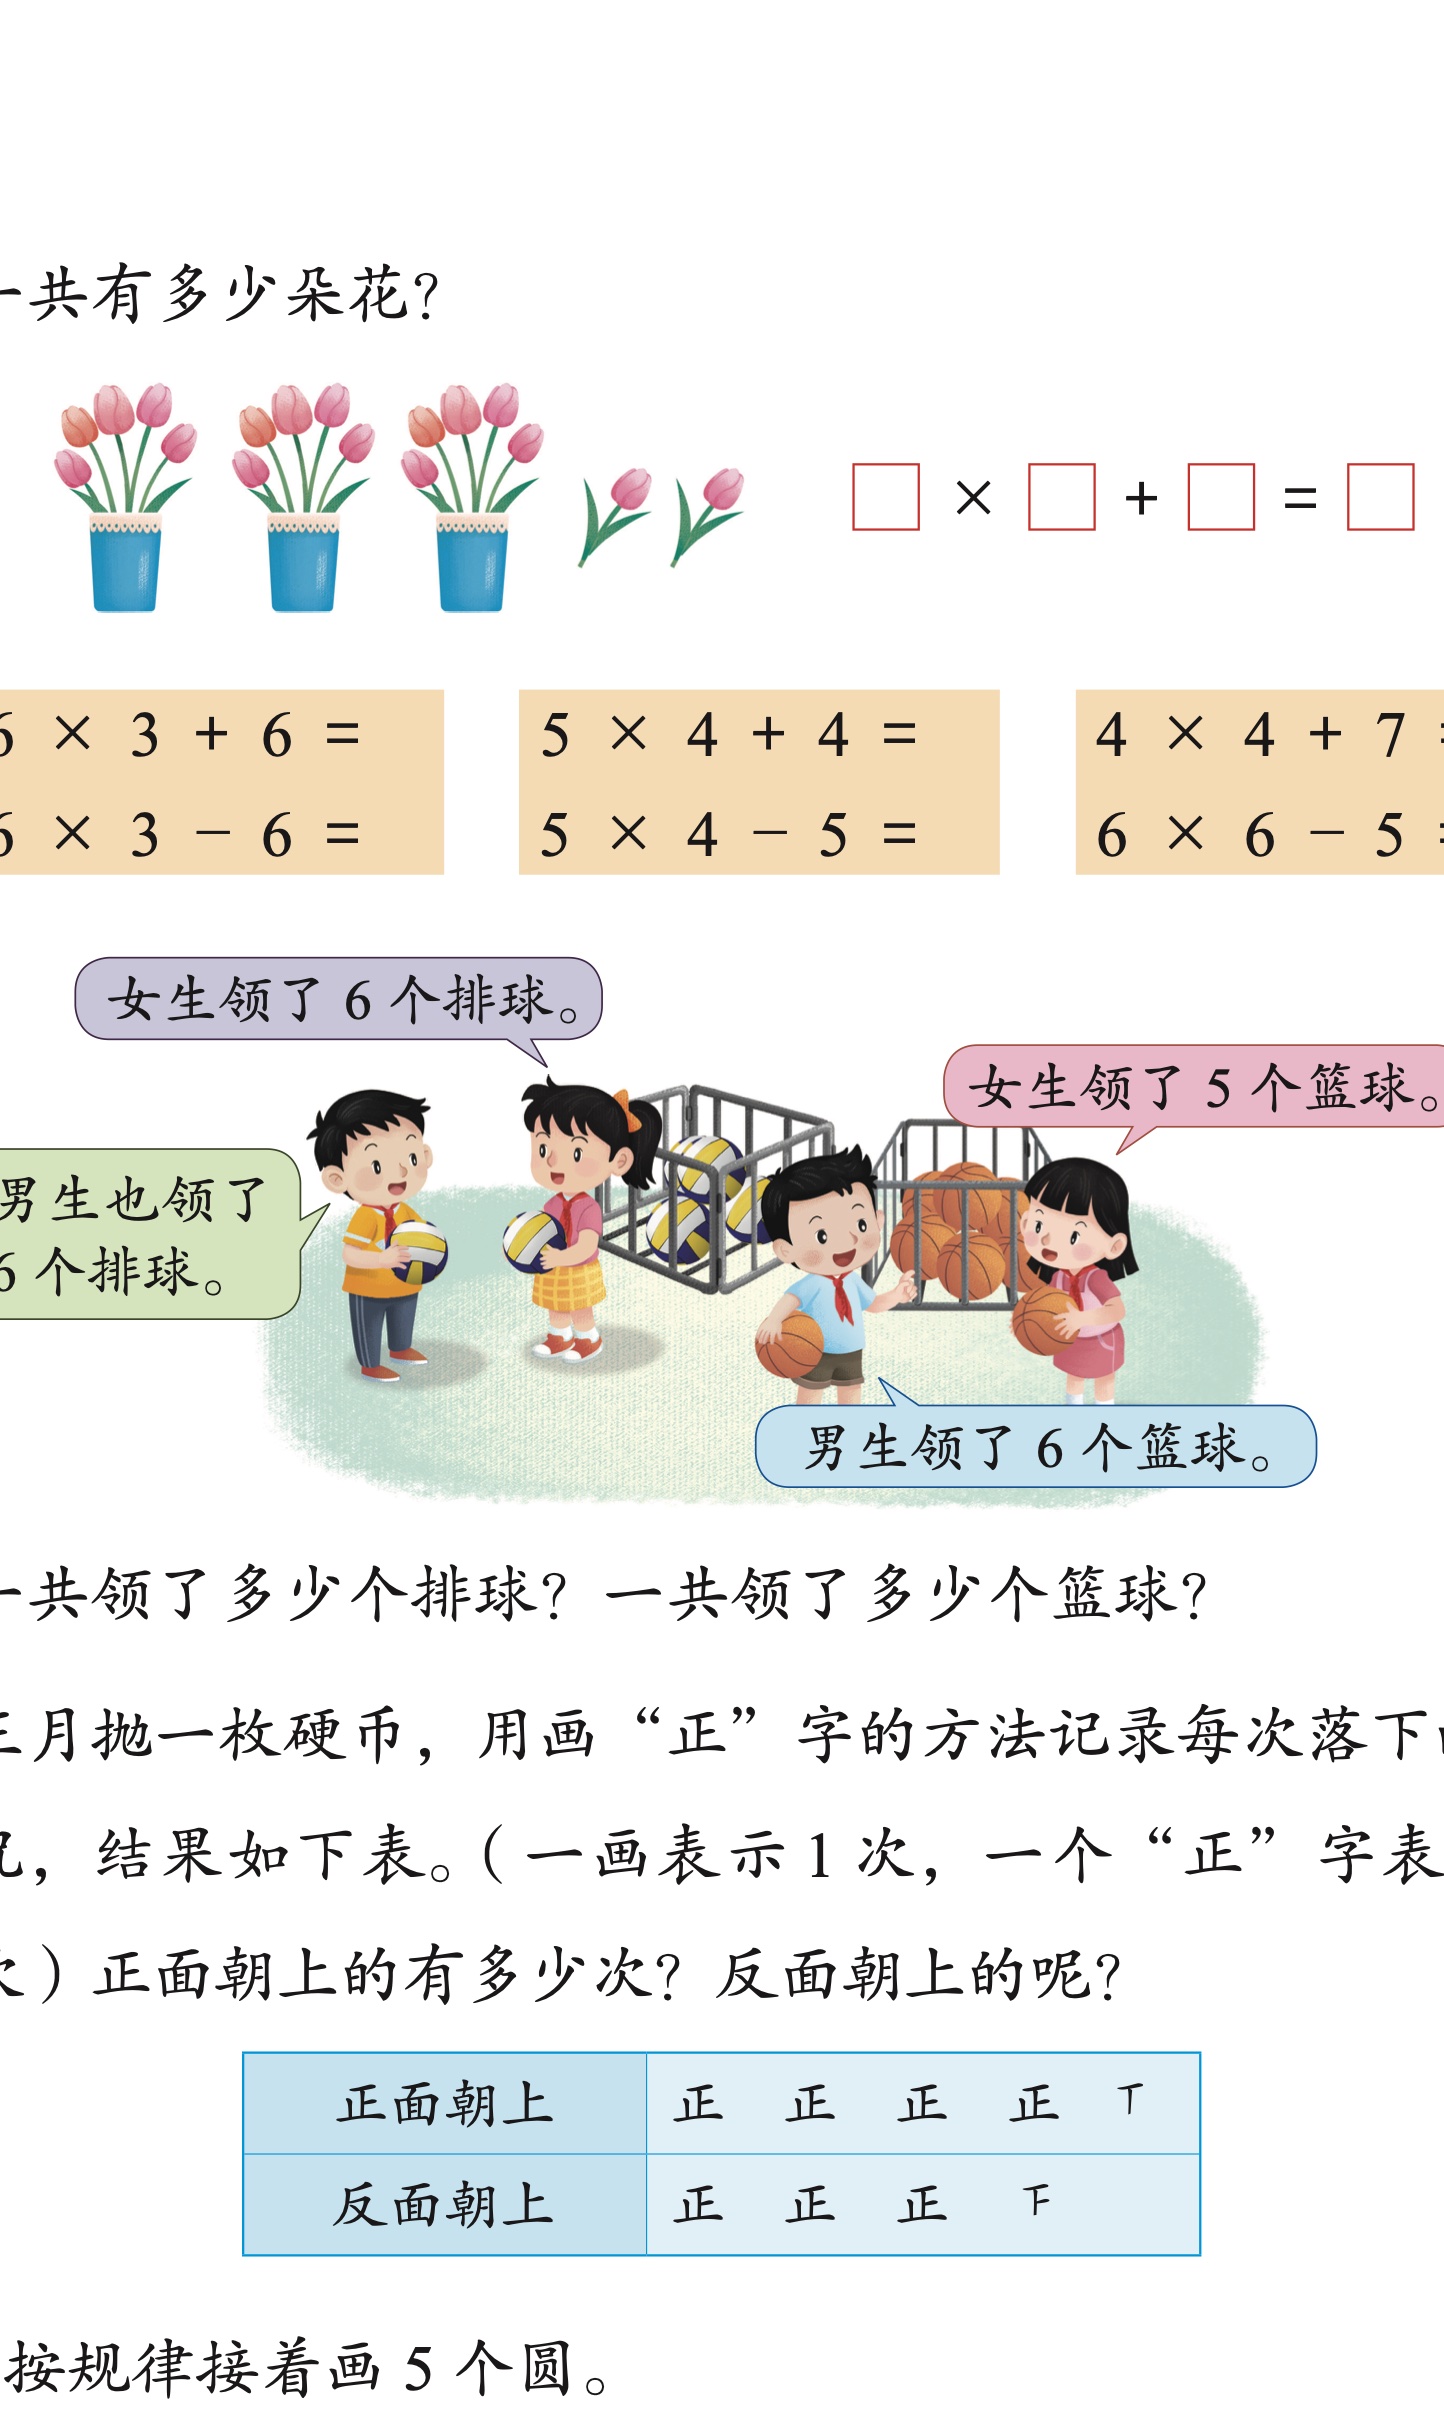 一共有多少朵花?
□ × □ + □ = □
6 × 3 + 6 =
5 × 4 + 4 =
4 × 4 + 7 =
6 × 3 − 6 =
5 × 4 − 5 =
6 × 6 − 5 =
女生领了 6 个排球。
女生领了 5 个篮球。
男生也领了
6 个排球。
男生领了 6 个篮球。
一共领了多少个排球? 一共领了多少个篮球?
月抛一枚硬币,用画“正”字的方法记录每次落下
,结果如下表。(一画表示 1 次,一个“正”字表
)正面朝上的有多少次? 反面朝上的呢?
正面朝上 正 正 正 正 丅
反面朝上 正 正 正 𝍤
按规律接着画 5 个圆。